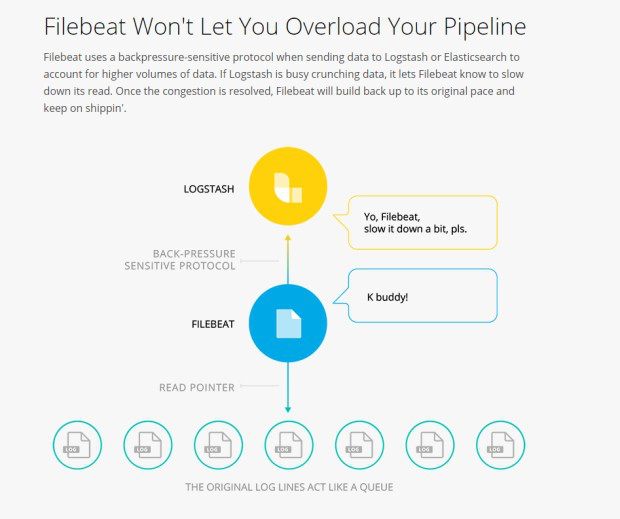 Filebeat Won't Let You Overload Your Pipeline
Filebeat uses a backpressure-sensitive protocol when sending data to Logstash or Elasticsearch to
account for higher volumes of data. If Logstash is busy crunching data, it lets Filebeat know to slow
down its read. Once the congestion is resolved, Filebeat will build back up to its original pace and
keep on shippin'.
LOGSTASH
Yo, Filebeat,
slow it down a bit, pls.
BACK-PRESSURE
SENSITIVE PROTOCOL
K buddy!
FILEBEAT
READ POINTER
LOG LOG LOG LOG LOG LOG LOG
THE ORIGINAL LOG LINES ACT LIKE A QUEUE